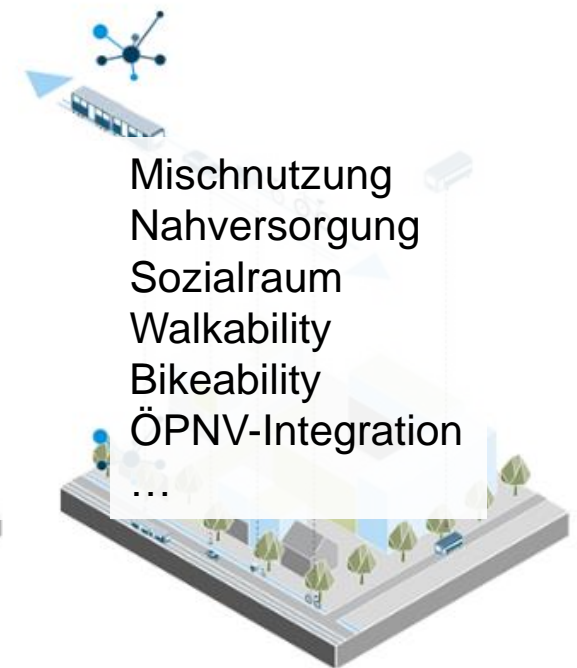 Mischnutzung
Nahversorgung
Sozialraum
Walkability
Bikeability
ÖPNV-Integration
…